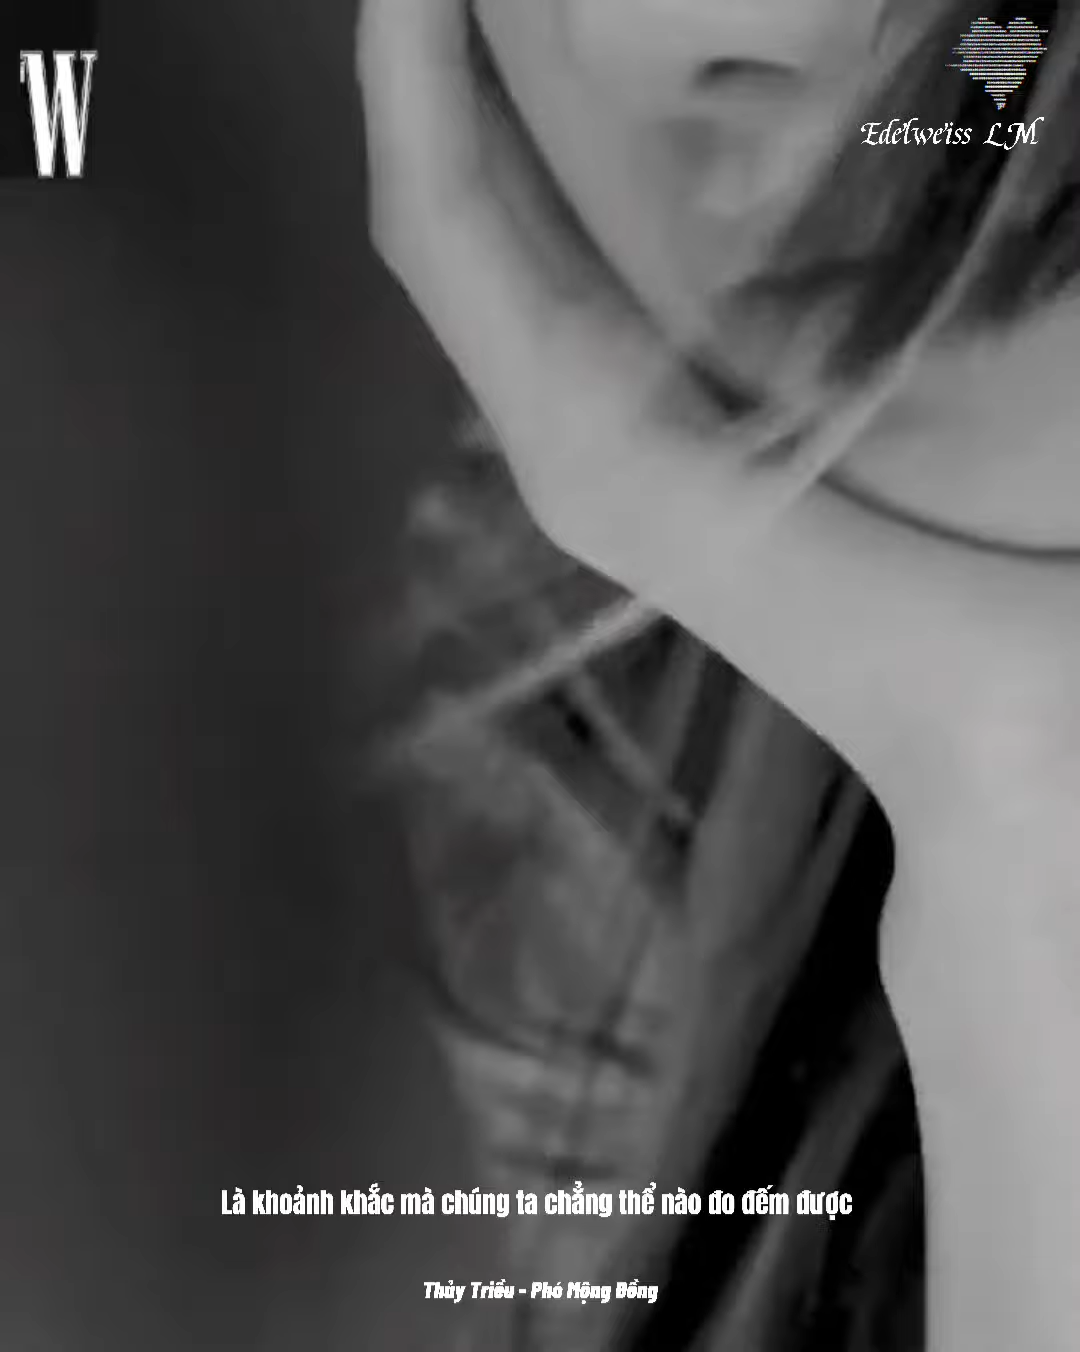 W
Edelweiss LM
Là khoảnh khắc mà chúng ta chẳng thể nào đo đếm được
Thủy Triều - Phó Mộng Đồng